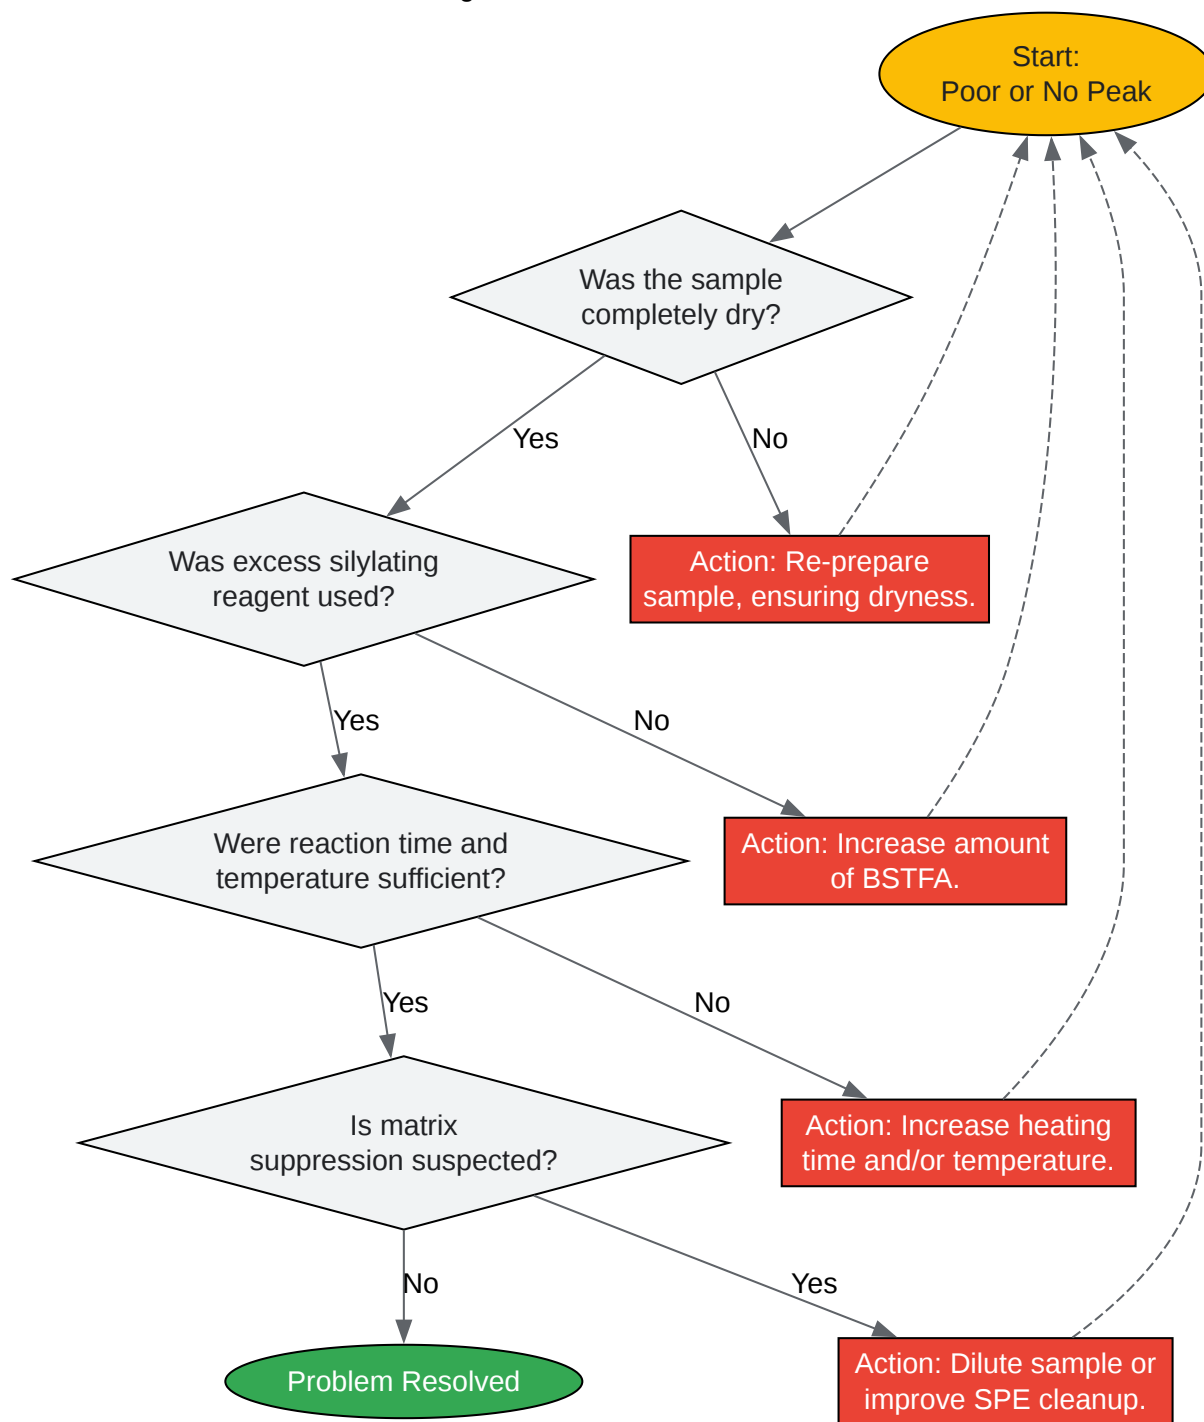 Start:
Poor or No Peak
Was the sample
completely dry?
Yes
No
Was excess silylating
reagent used?
Action: Re-prepare
sample, ensuring dryness.
Yes
No
Were reaction time and
temperature sufficient?
Action: Increase amount
of BSTFA.
Yes
No
Is matrix
suppression suspected?
Action: Increase heating
time and/or temperature.
No
Yes
Problem Resolved
Action: Dilute sample or
improve SPE cleanup.